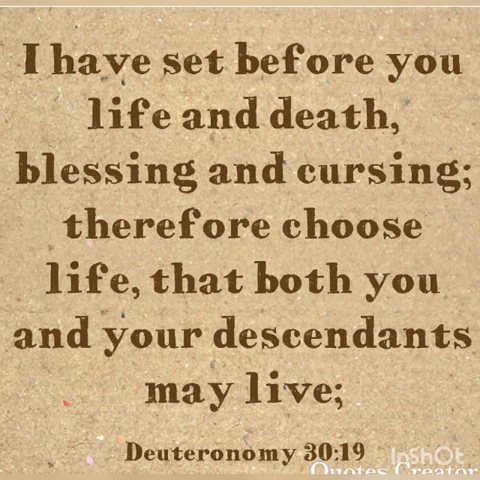 I have set before you
life and death,
blessing and cursing;
therefore choose
life, that both you
and your descendants
may live;
Deuteronomy 30:19
InShOt
Quotes Creator